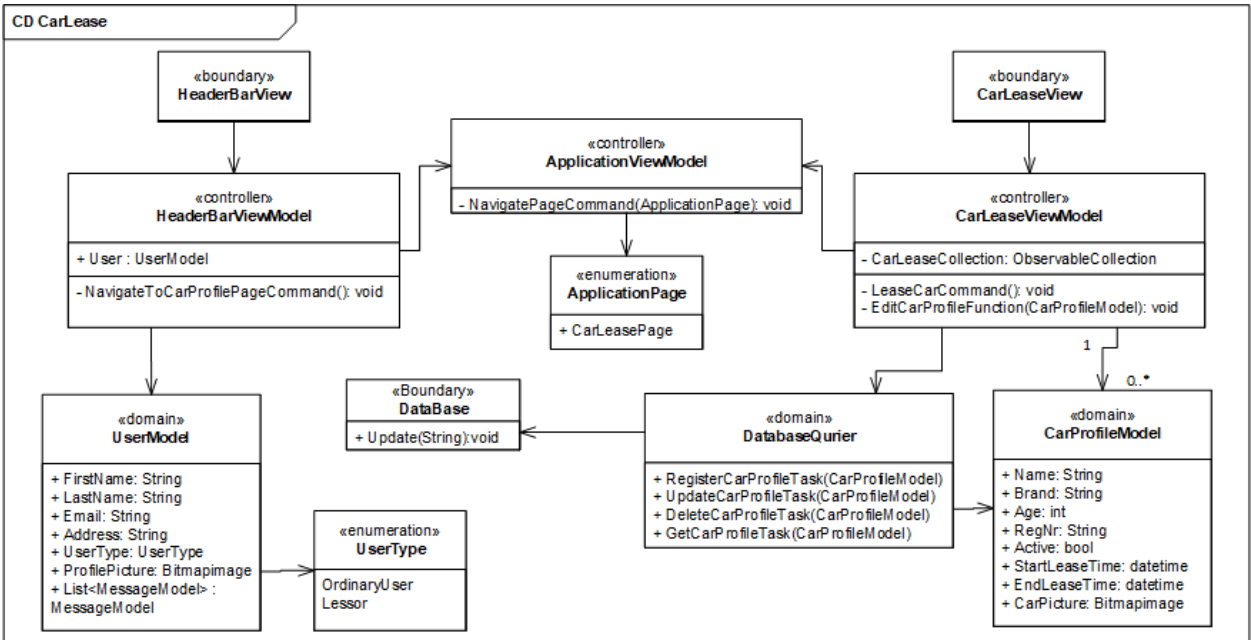 CD CarLease
«boundary»
HeaderBarView
«boundary»
CarLeaseView
«controller»
ApplicationViewModel
- NavigatePageCommand(ApplicationPage): void
«controller»
HeaderBarViewModel
+ User : UserModel
- NavigateToCarProfilePageCommand(): void
«controller»
CarLeaseViewModel
- CarLeaseCollection: ObservableCollection
- LeaseCarCommand(): void
- EditCarProfileFunction(CarProfileModel): void
«enumeration»
ApplicationPage
+ CarLeasePage
1
0..*
«Boundary»
DataBase
+ Update(String):void
«domain»
UserModel
+ FirstName: String
+ LastName: String
+ Email: String
+ Address: String
+ UserType: UserType
+ ProfilePicture: Bitmapimage
+ List<MessageModel> :
MessageModel
«enumeration»
UserType
OrdinaryUser
Lessor
«domain»
DatabaseQurier
+ RegisterCarProfileTask(CarProfileModel)
+ UpdateCarProfileTask(CarProfileModel)
+ DeleteCarProfileTask(CarProfileModel)
+ GetCarProfileTask(CarProfileModel)
«domain»
CarProfileModel
+ Name: String
+ Brand: String
+ Age: int
+ RegNr: String
+ Active: bool
+ StartLeaseTime: datetime
+ EndLeaseTime: datetime
+ CarPicture: Bitmapimage